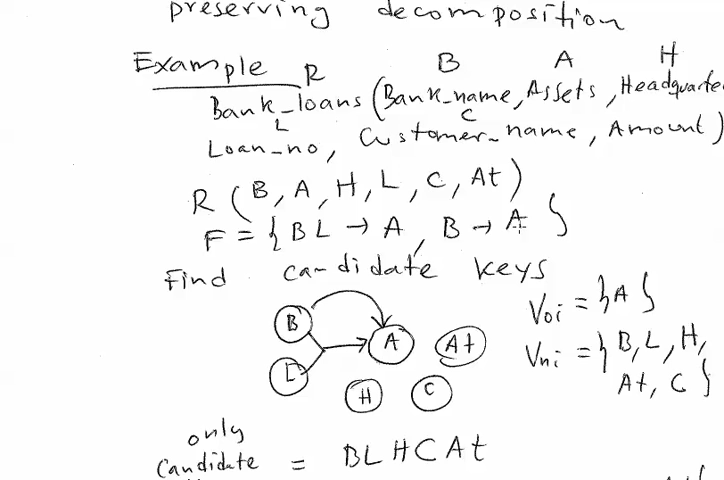 preserving decomposition
Example R B A H
Bank_loans (Bank_name, Assets, Headquarte
L C
Loan_no, Customer_name, Amount)
R (B, A, H, L, C, At)
F = { BL → A, B → A }
Find candidate keys
B
A
At
L
H
C
Voi = {A}
Vni = {B, L, H,
At, C}
only
Candidate = BLHCAt